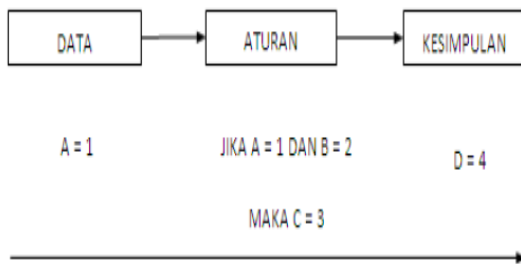 DATA
ATURAN
KESIMPULAN
A = 1
JIKA A = 1 DAN B = 2
D = 4
MAKA C = 3